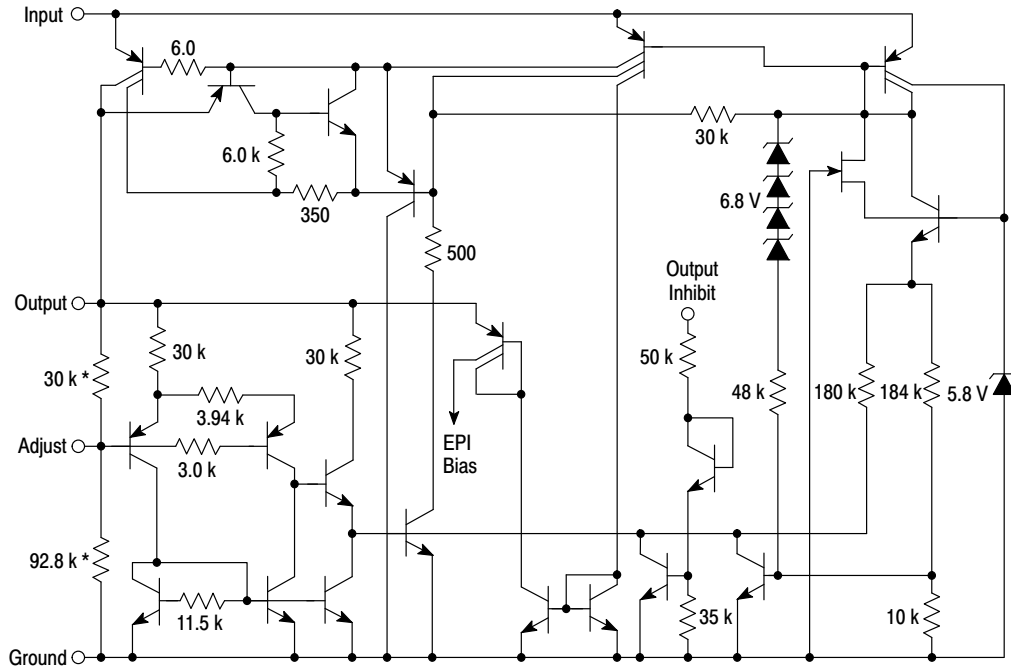 Input
6.0
6.0 k
350
30 k
6.8 V
500
Output
Inhibit
Output
30 k
30 k
50 k
30 k *
3.94 k
48 k
180 k
184 k
5.8 V
EPI
Bias
Adjust
3.0 k
92.8 k *
11.5 k
35 k
10 k
Ground